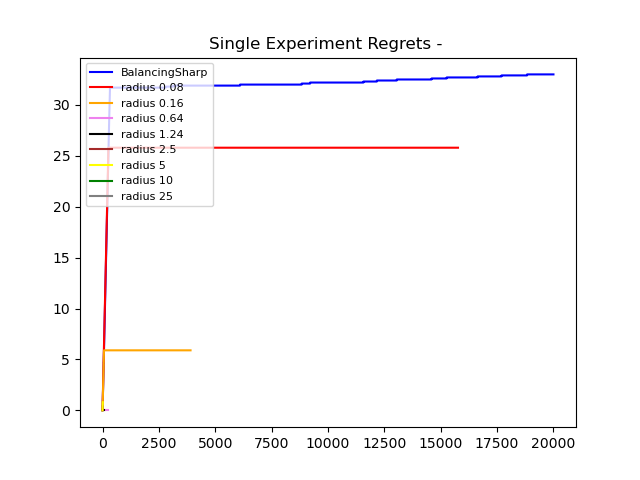 Single Experiment Regrets -
BalancingSharp
radius 0.08
radius 0.16
radius 0.64
radius 1.24
radius 2.5
radius 5
radius 10
radius 25
30
25
20
15
10
5
0
0 2500 5000 7500 10000 12500 15000 17500 20000